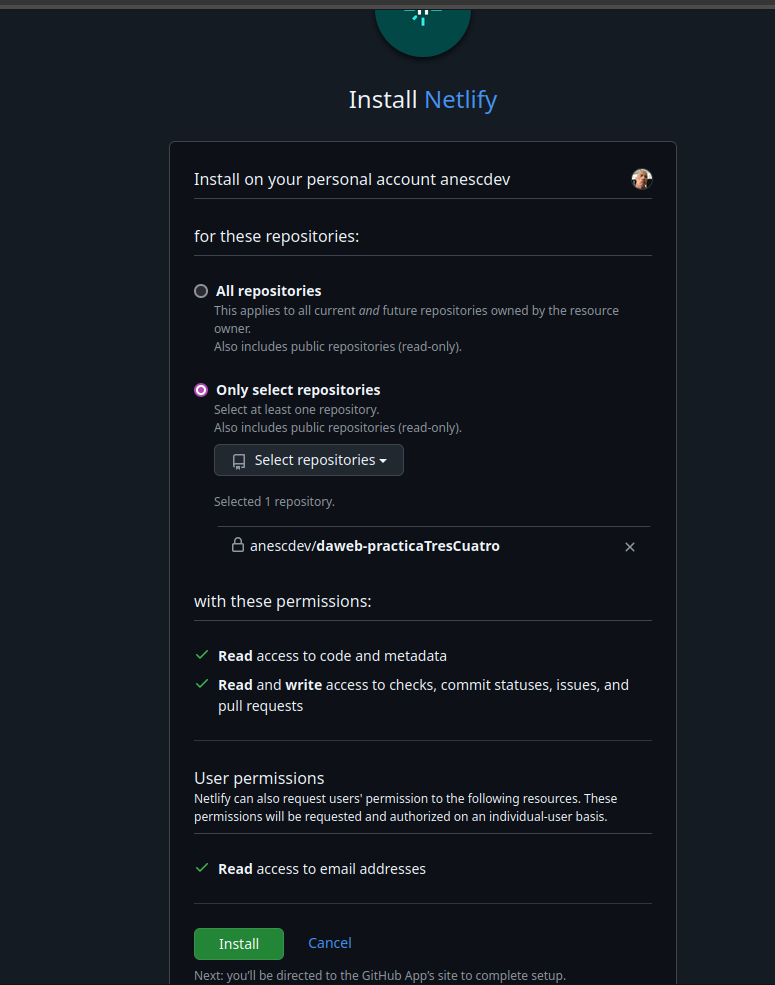 Install Netlify
Install on your personal account anescdev
for these repositories:
All repositories
This applies to all current and future repositories owned by the resource
owner.
Also includes public repositories (read-only).
Only select repositories
Select at least one repository.
Also includes public repositories (read-only).
Select repositories
Selected 1 repository.
anescdev/daweb-practicaTresCuatro
with these permissions:
Read access to code and metadata
Read and write access to checks, commit statuses, issues, and
pull requests
User permissions
Netlify can also request users' permission to the following resources. These
permissions will be requested and authorized on an individual-user basis.
Read access to email addresses
Install Cancel
Next: you'll be directed to the GitHub App's site to complete setup.